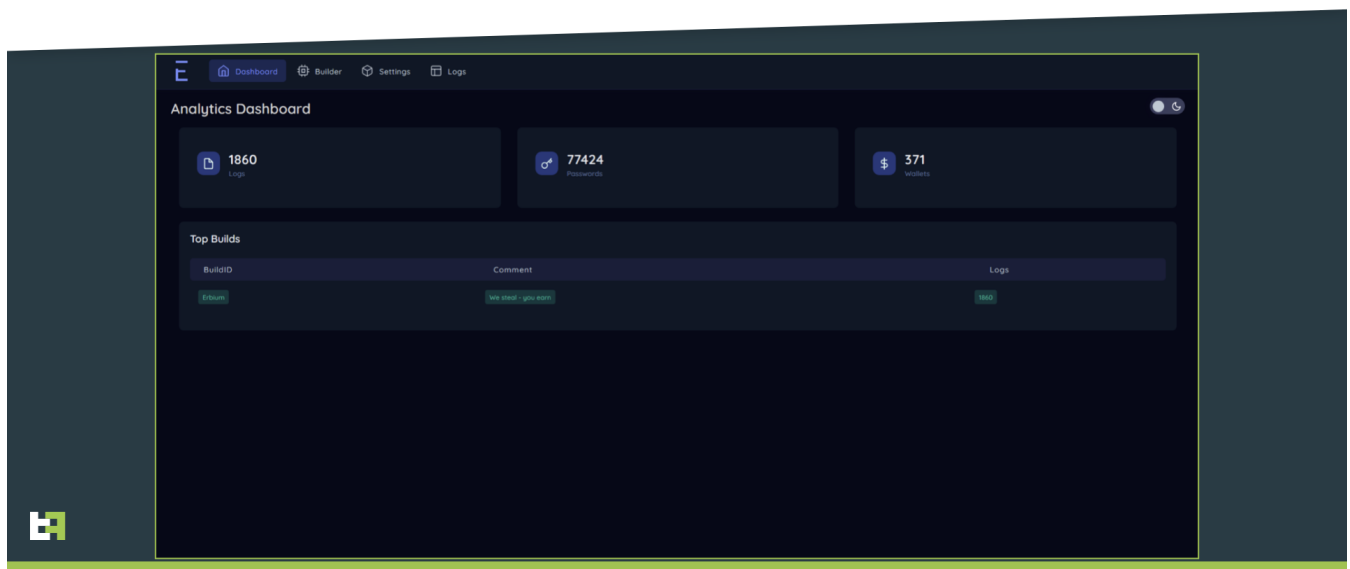 E Dashboard Builder Settings Logs
Analytics Dashboard
1860
Logs
77424
Passwords
371
Wallets
Top Builds
BuildID Comment Logs
Erbium We steal - you earn 1860